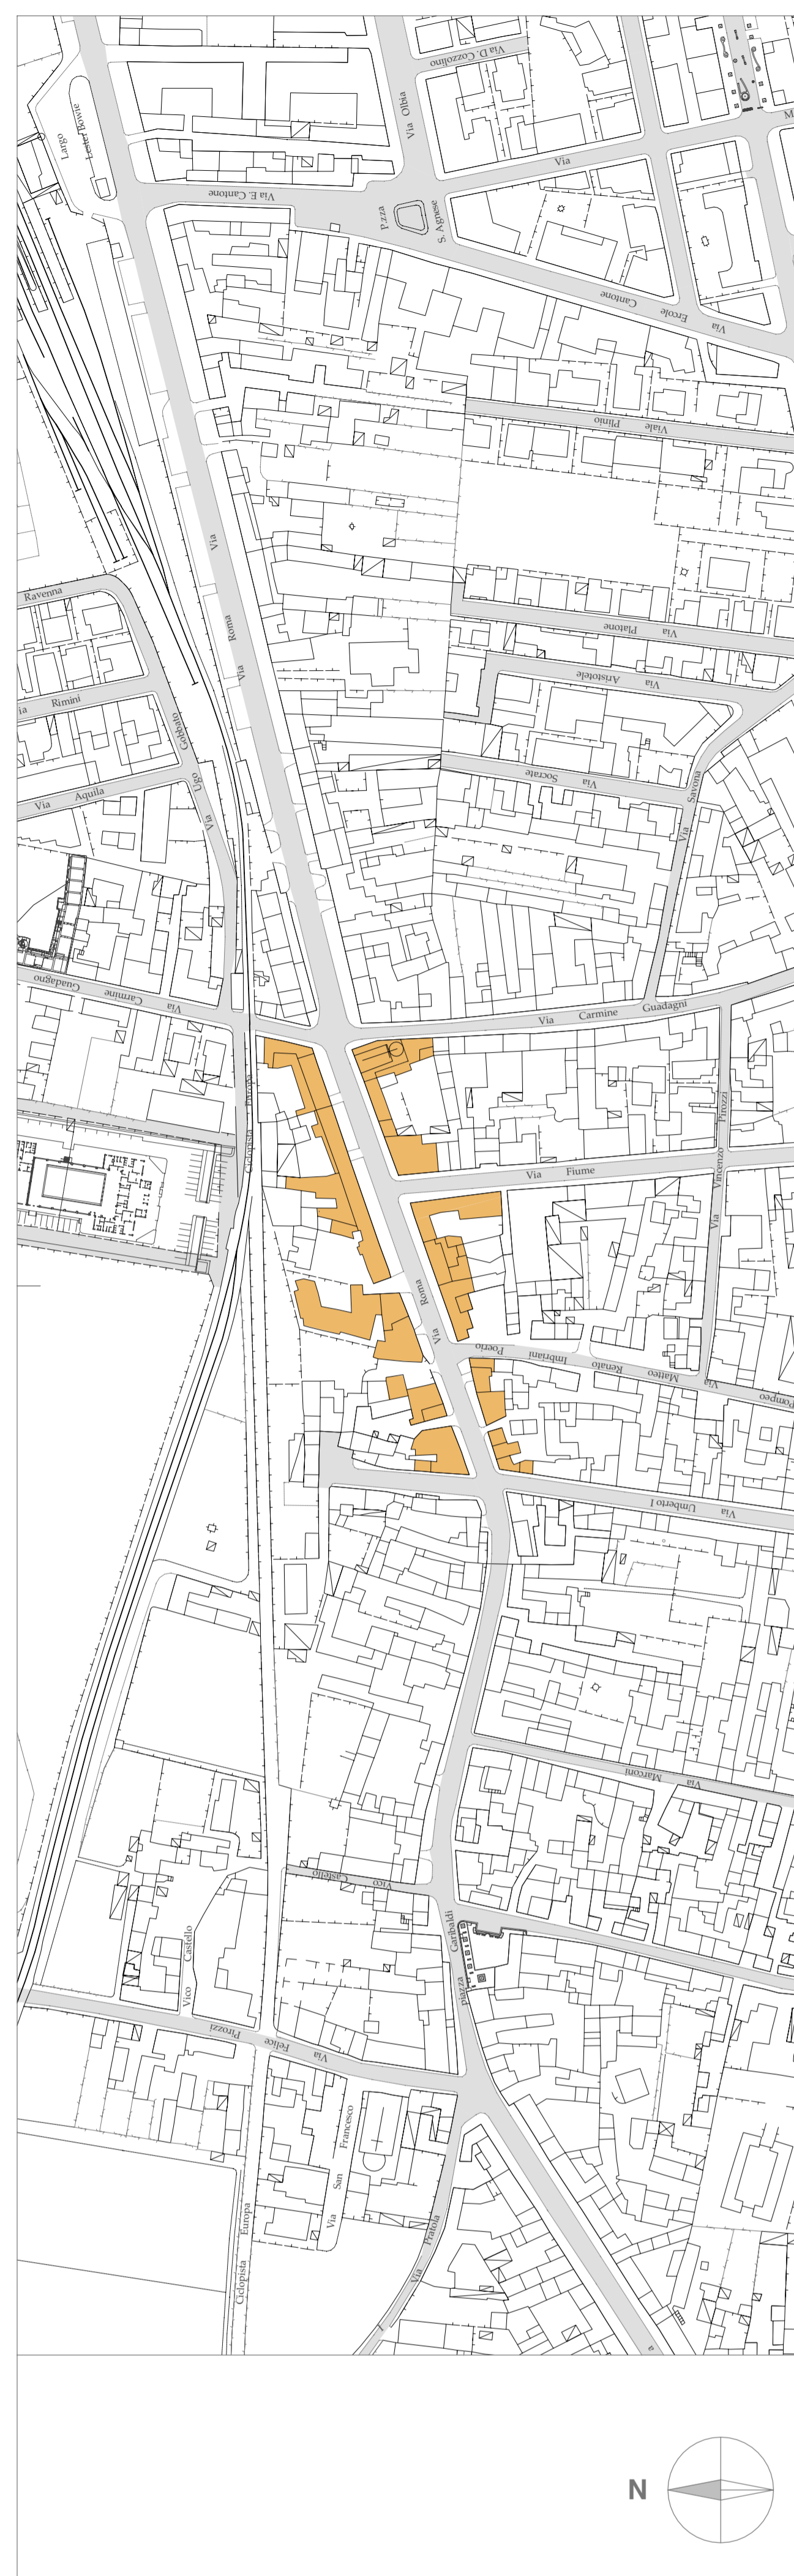 Via D. Cozzolino
Via Olbia
Largo
Lester Bowie
M
Via
Via E. Cantone
P.zza
S. Agnese
Via Ercole Cantone
Viale Plinio
Via
Roma
Via
Ravenna
Via Platone
Via Aristotele
ia Rimini
Via Ugo Gobbato
Via Socrate
Via Savona
Via Aquila
Via Carmine Guadagno
Via Carmine Guadagni
Ciclopista Europa
Via Vincenzo Pirozzi
Via Fiume
Via Roma
Via Matteo Renato Imbriani
Poerio
Pompeo
Via Umberto I
Via Marconi
Vico Castello
piazza Garibaldi
Vico Castello
Via Felice Pirozzi
Via San Francesco
Ciclopista Europa
Via Pratola
a
N